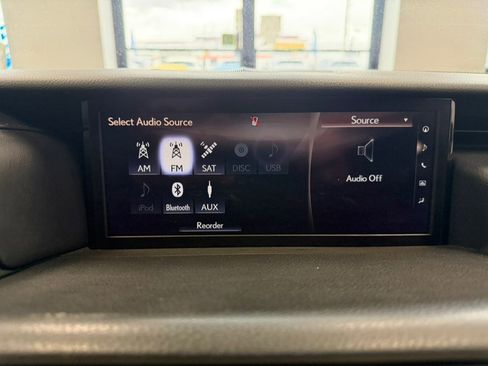 Select Audio Source
Source
AM FM SAT DISC USB
Audio Off
iPod Bluetooth AUX
Reorder